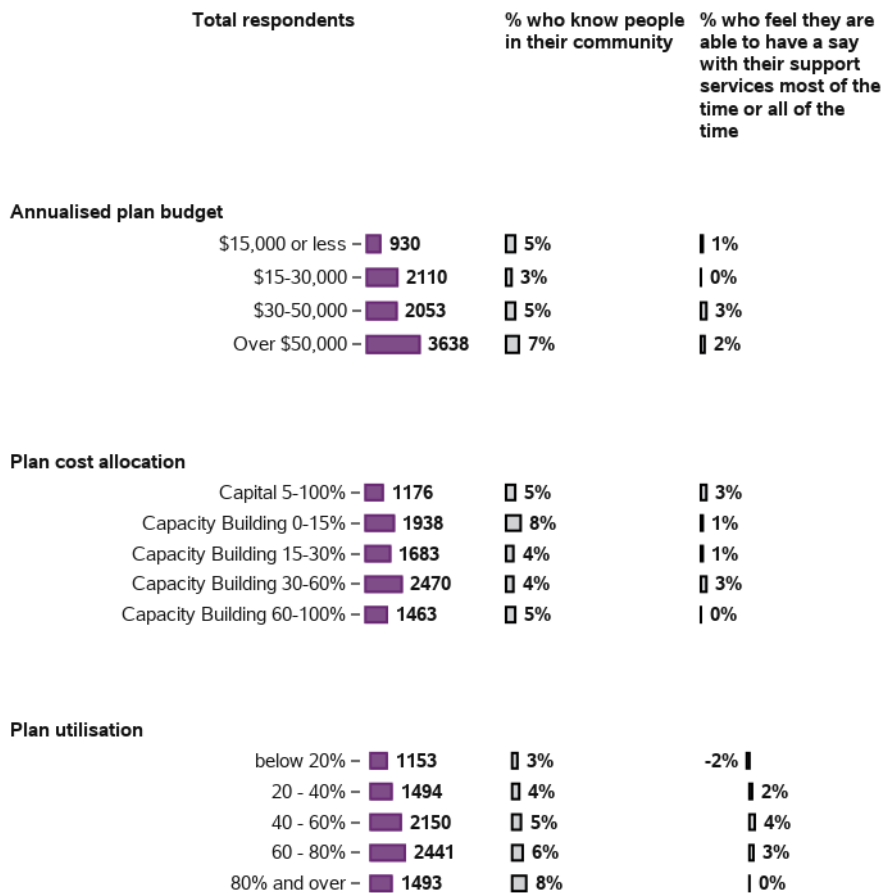 Total respondents
% who know people
in their community
% who feel they are
able to have a say
with their support
services most of the
time or all of the
time
Annualised plan budget
$15,000 or less 930 5% 1%
$15-30,000 2110 3% 0%
$30-50,000 2053 5% 3%
Over $50,000 3638 7% 2%
Plan cost allocation
Capital 5-100% 1176 5% 3%
Capacity Building 0-15% 1938 8% 1%
Capacity Building 15-30% 1683 4% 1%
Capacity Building 30-60% 2470 4% 3%
Capacity Building 60-100% 1463 5% 0%
Plan utilisation
below 20% 1153 3% -2%
20 - 40% 1494 4% 2%
40 - 60% 2150 5% 4%
60 - 80% 2441 6% 3%
80% and over 1493 8% 0%